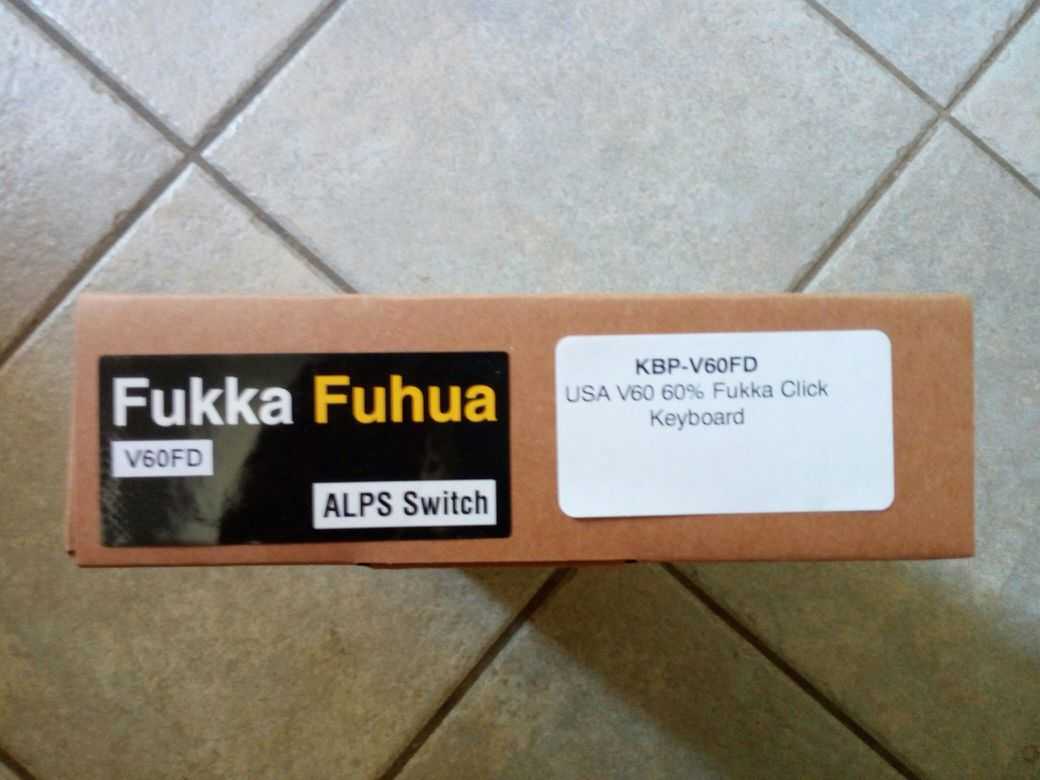 Fukka Fuhua
V60FD
ALPS Switch
KBP-V60FD
USA V60 60% Fukka Click
Keyboard